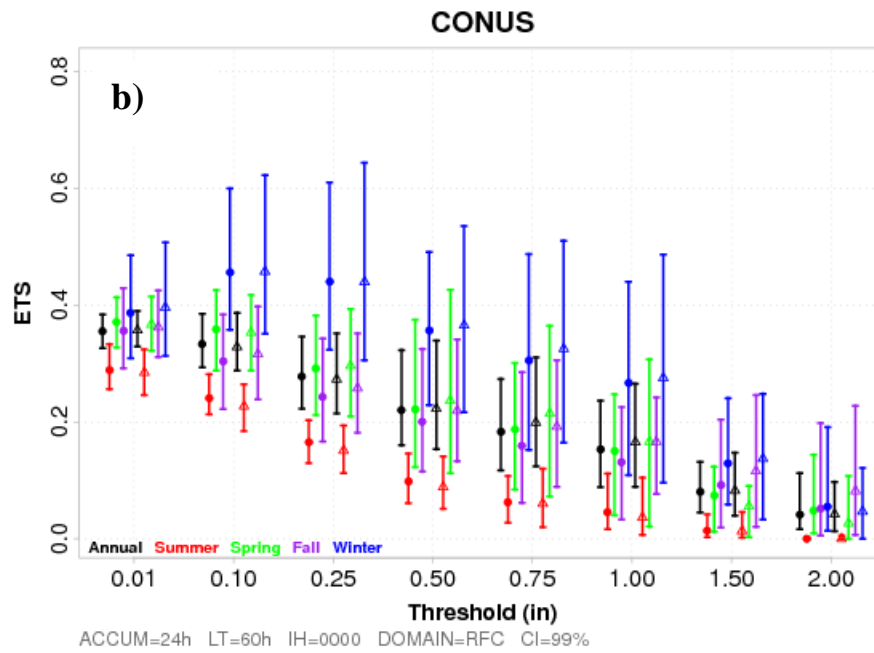 CONUS
b)
ETS
0.8
0.6
0.4
0.2
0.0
Annual Summer Spring Fall Winter
0.01 0.10 0.25 0.50 0.75 1.00 1.50 2.00
Threshold (in)
ACCUM=24h LT=60h IH=0000 DOMAIN=RFC CI=99%